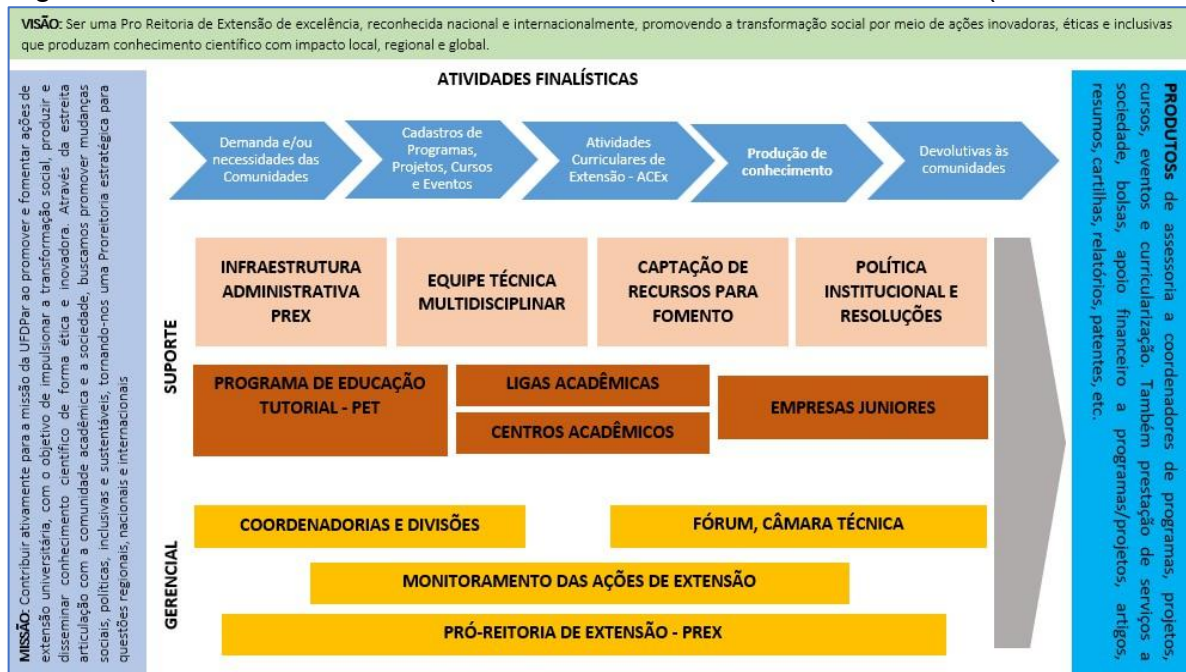 VISÃO: Ser uma Pro Reitoria de Extensão de excelência, reconhecida nacional e internacionalmente, promovendo a transformação social por meio de ações inovadoras, éticas e inclusivas
que produzam conhecimento científico com impacto local, regional e global.
MISSÃO: Contribuir ativamente para a missão da UFDPar ao promover e fomentar ações de
extensão universitária, com o objetivo de impulsionar a transformação social, produzir e
disseminar conhecimento científico de forma ética e inovadora. Através da estreita
articulação com a comunidade acadêmica e a sociedade, buscamos promover mudanças
sociais, políticas, inclusivas e sustentáveis, tornando-nos uma Proreitoria estratégica para
questões regionais, nacionais e internacionais
ATIVIDADES FINALÍSTICAS
Demanda e/ou
necessidades das
Comunidades
Cadastros de
Programas,
Projetos, Cursos
e Eventos
Atividades
Curriculares de
Extensão - ACEx
Produção de
conhecimento
Devolutivas às
comunidades
SUPORTE
INFRAESTRUTURA
ADMINISTRATIVA
PREX
EQUIPE TÉCNICA
MULTIDISCIPLINAR
CAPTAÇÃO DE
RECURSOS PARA
FOMENTO
POLÍTICA
INSTITUCIONAL E
RESOLUÇÕES
PROGRAMA DE EDUCAÇÃO
TUTORIAL - PET
LIGAS ACADÊMICAS
CENTROS ACADÊMICOS
EMPRESAS JUNIORES
GERENCIAL
COORDENADORIAS E DIVISÕES
FÓRUM, CÂMARA TÉCNICA
MONITORAMENTO DAS AÇÕES DE EXTENSÃO
PRÓ-REITORIA DE EXTENSÃO - PREX
PRODUTOSs de assessoria a coordenadores de programas, projetos,
cursos, eventos e curricularização. Também prestação de serviços a
sociedade, bolsas, apoio financeiro a programas/projetos, artigos,
resumos, cartilhas, relatórios, patentes, etc.